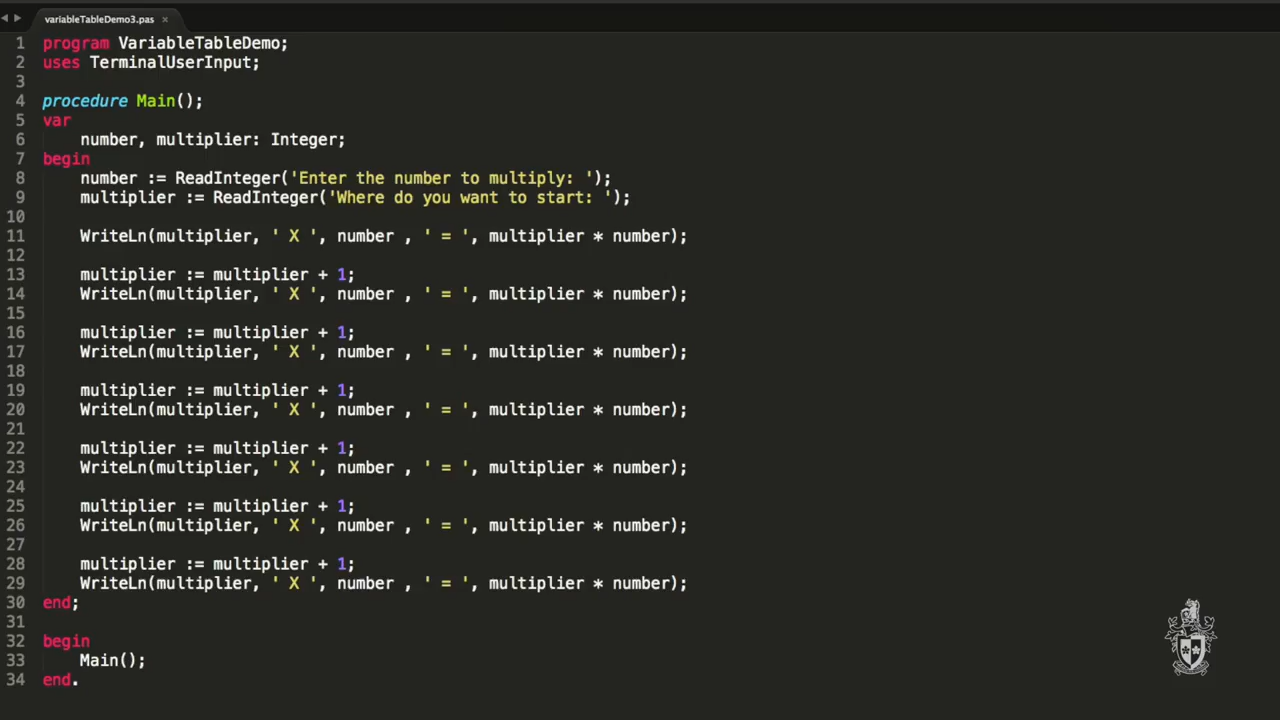 variableTableDemo3.pas ×
1 program VariableTableDemo;
2 uses TerminalUserInput;
3
4 procedure Main();
5 var
6     number, multiplier: Integer;
7 begin
8     number := ReadInteger('Enter the number to multiply: ');
9     multiplier := ReadInteger('Where do you want to start: ');
10
11     WriteLn(multiplier, ' X ', number , ' = ', multiplier * number);
12
13     multiplier := multiplier + 1;
14     WriteLn(multiplier, ' X ', number , ' = ', multiplier * number);
15
16     multiplier := multiplier + 1;
17     WriteLn(multiplier, ' X ', number , ' = ', multiplier * number);
18
19     multiplier := multiplier + 1;
20     WriteLn(multiplier, ' X ', number , ' = ', multiplier * number);
21
22     multiplier := multiplier + 1;
23     WriteLn(multiplier, ' X ', number , ' = ', multiplier * number);
24
25     multiplier := multiplier + 1;
26     WriteLn(multiplier, ' X ', number , ' = ', multiplier * number);
27
28     multiplier := multiplier + 1;
29     WriteLn(multiplier, ' X ', number , ' = ', multiplier * number);
30 end;
31
32 begin
33     Main();
34 end.